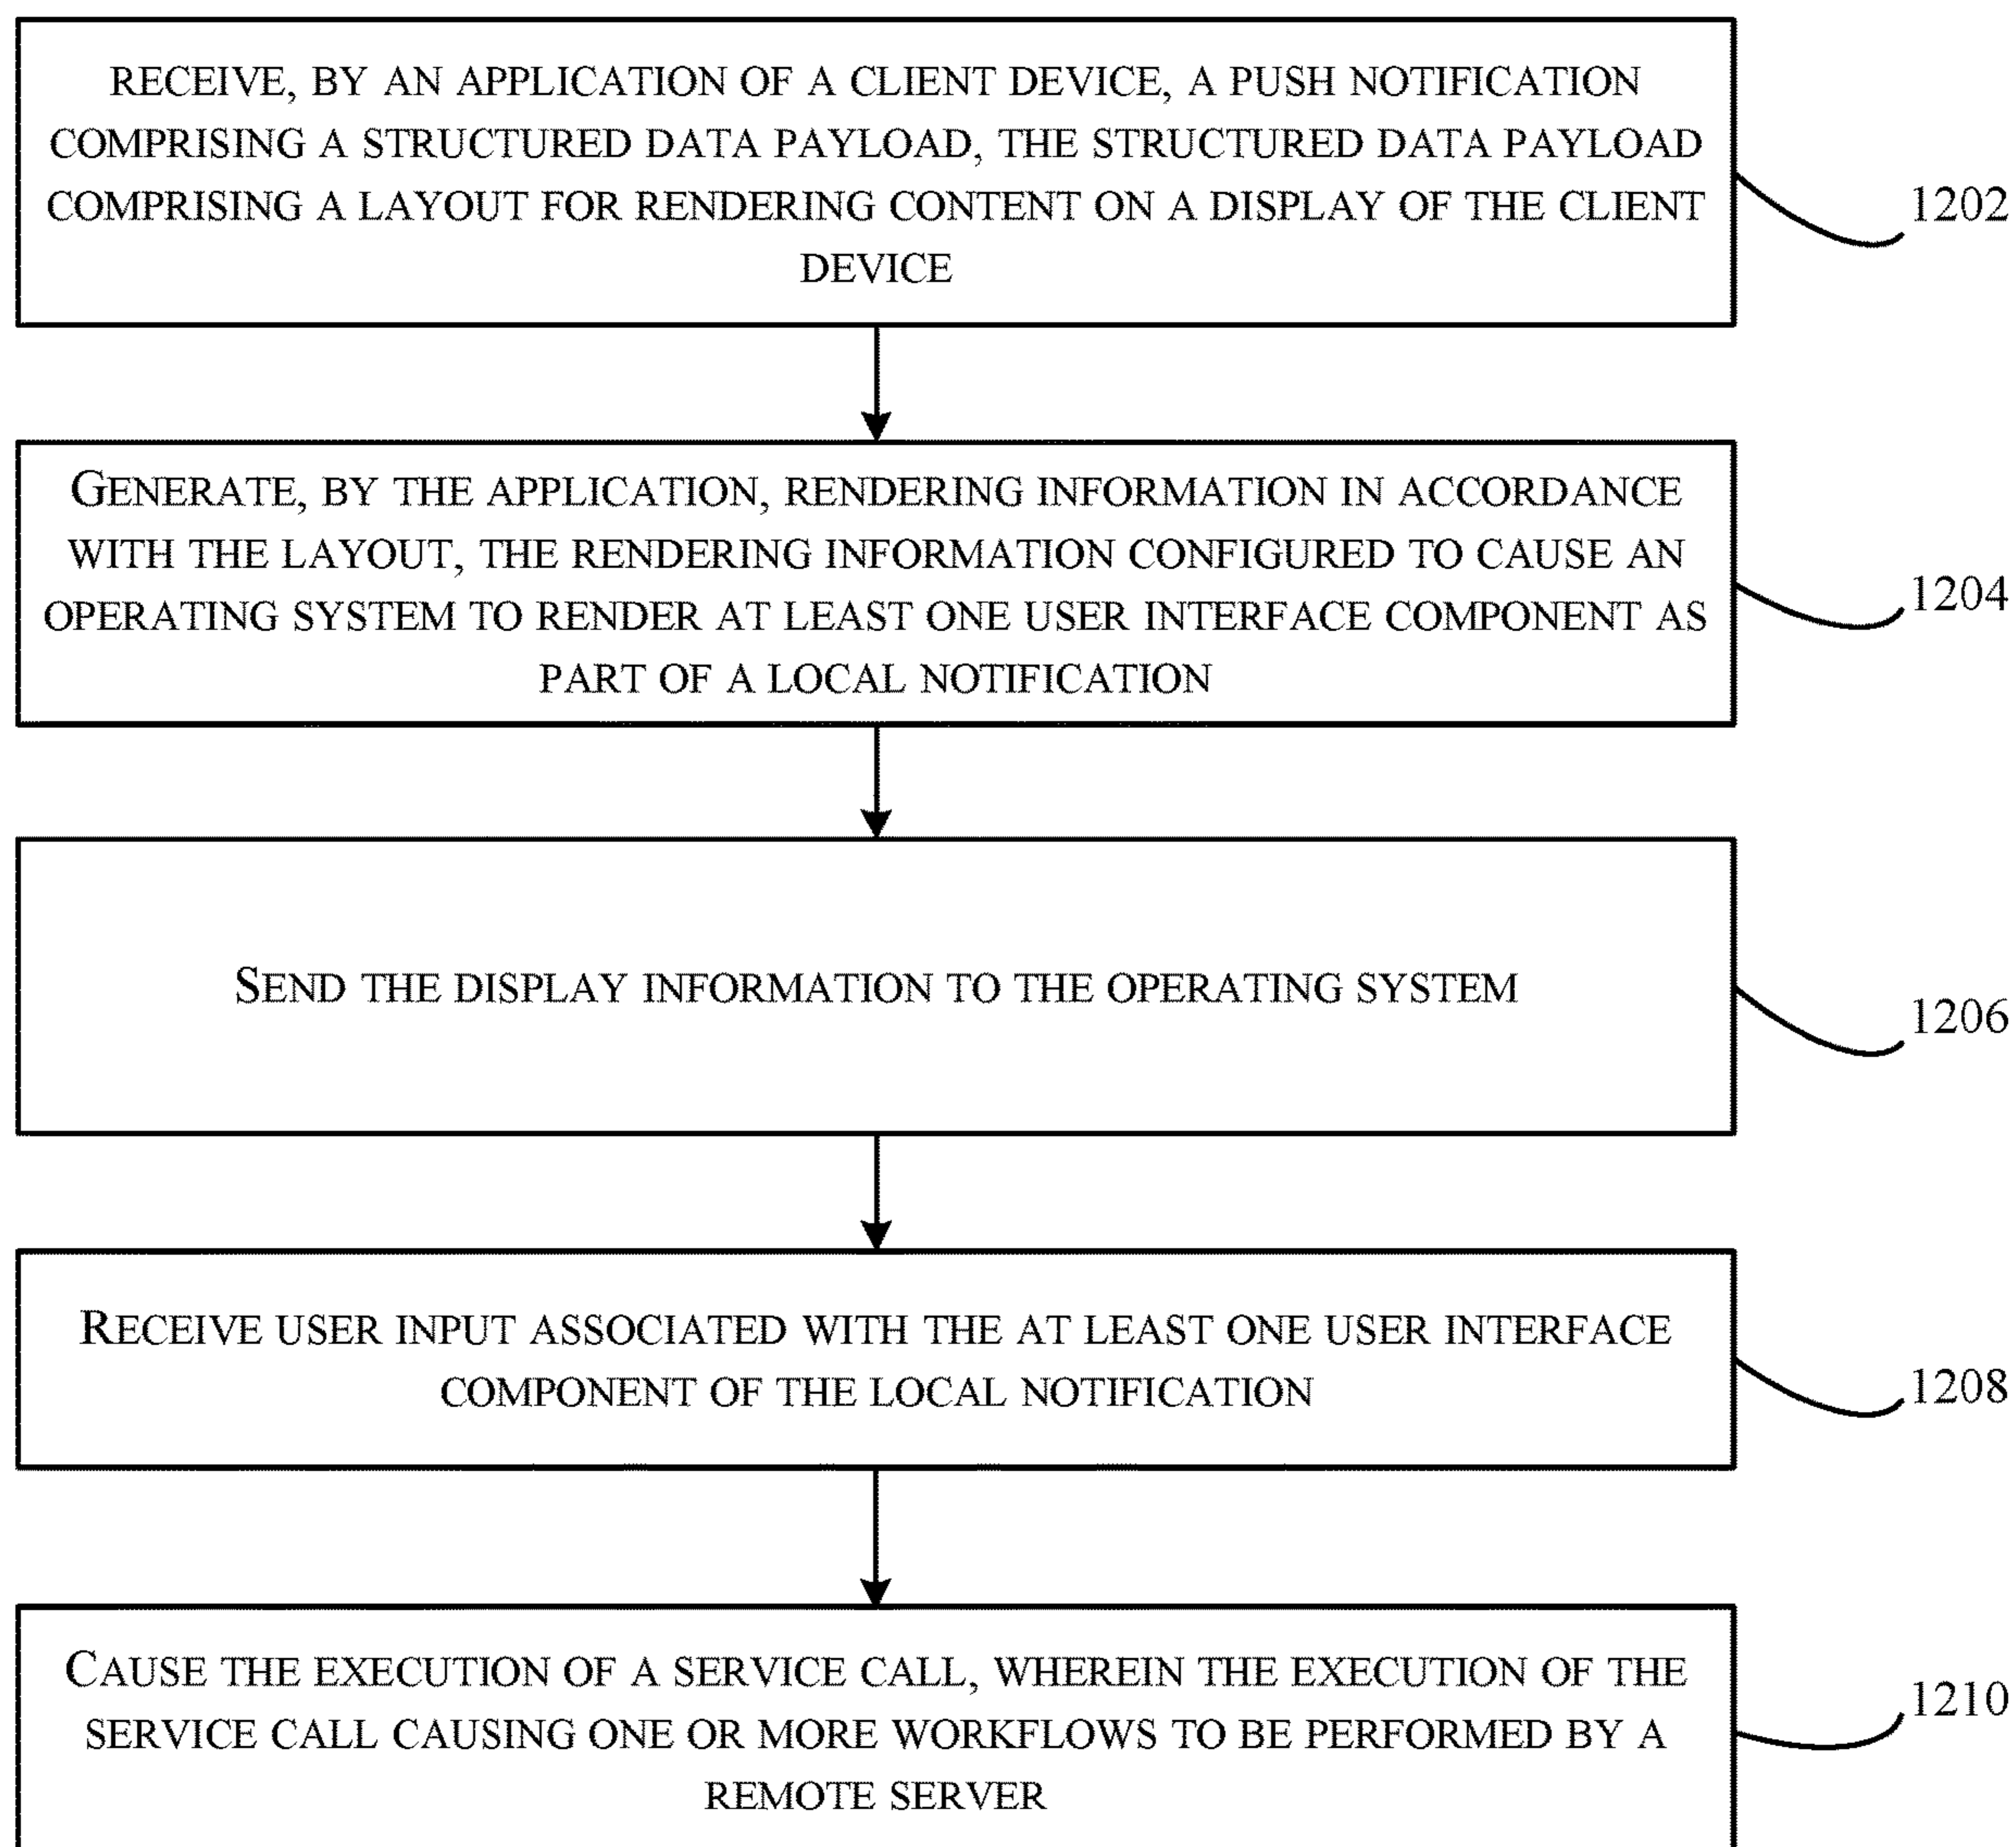 RECEIVE, BY AN APPLICATION OF A CLIENT DEVICE, A PUSH NOTIFICATION
COMPRISING A STRUCTURED DATA PAYLOAD, THE STRUCTURED DATA PAYLOAD
COMPRISING A LAYOUT FOR RENDERING CONTENT ON A DISPLAY OF THE CLIENT
DEVICE
1202
GENERATE, BY THE APPLICATION, RENDERING INFORMATION IN ACCORDANCE
WITH THE LAYOUT, THE RENDERING INFORMATION CONFIGURED TO CAUSE AN
OPERATING SYSTEM TO RENDER AT LEAST ONE USER INTERFACE COMPONENT AS
PART OF A LOCAL NOTIFICATION
1204
SEND THE DISPLAY INFORMATION TO THE OPERATING SYSTEM
1206
RECEIVE USER INPUT ASSOCIATED WITH THE AT LEAST ONE USER INTERFACE
COMPONENT OF THE LOCAL NOTIFICATION
1208
CAUSE THE EXECUTION OF A SERVICE CALL, WHEREIN THE EXECUTION OF THE
SERVICE CALL CAUSING ONE OR MORE WORKFLOWS TO BE PERFORMED BY A
REMOTE SERVER
1210